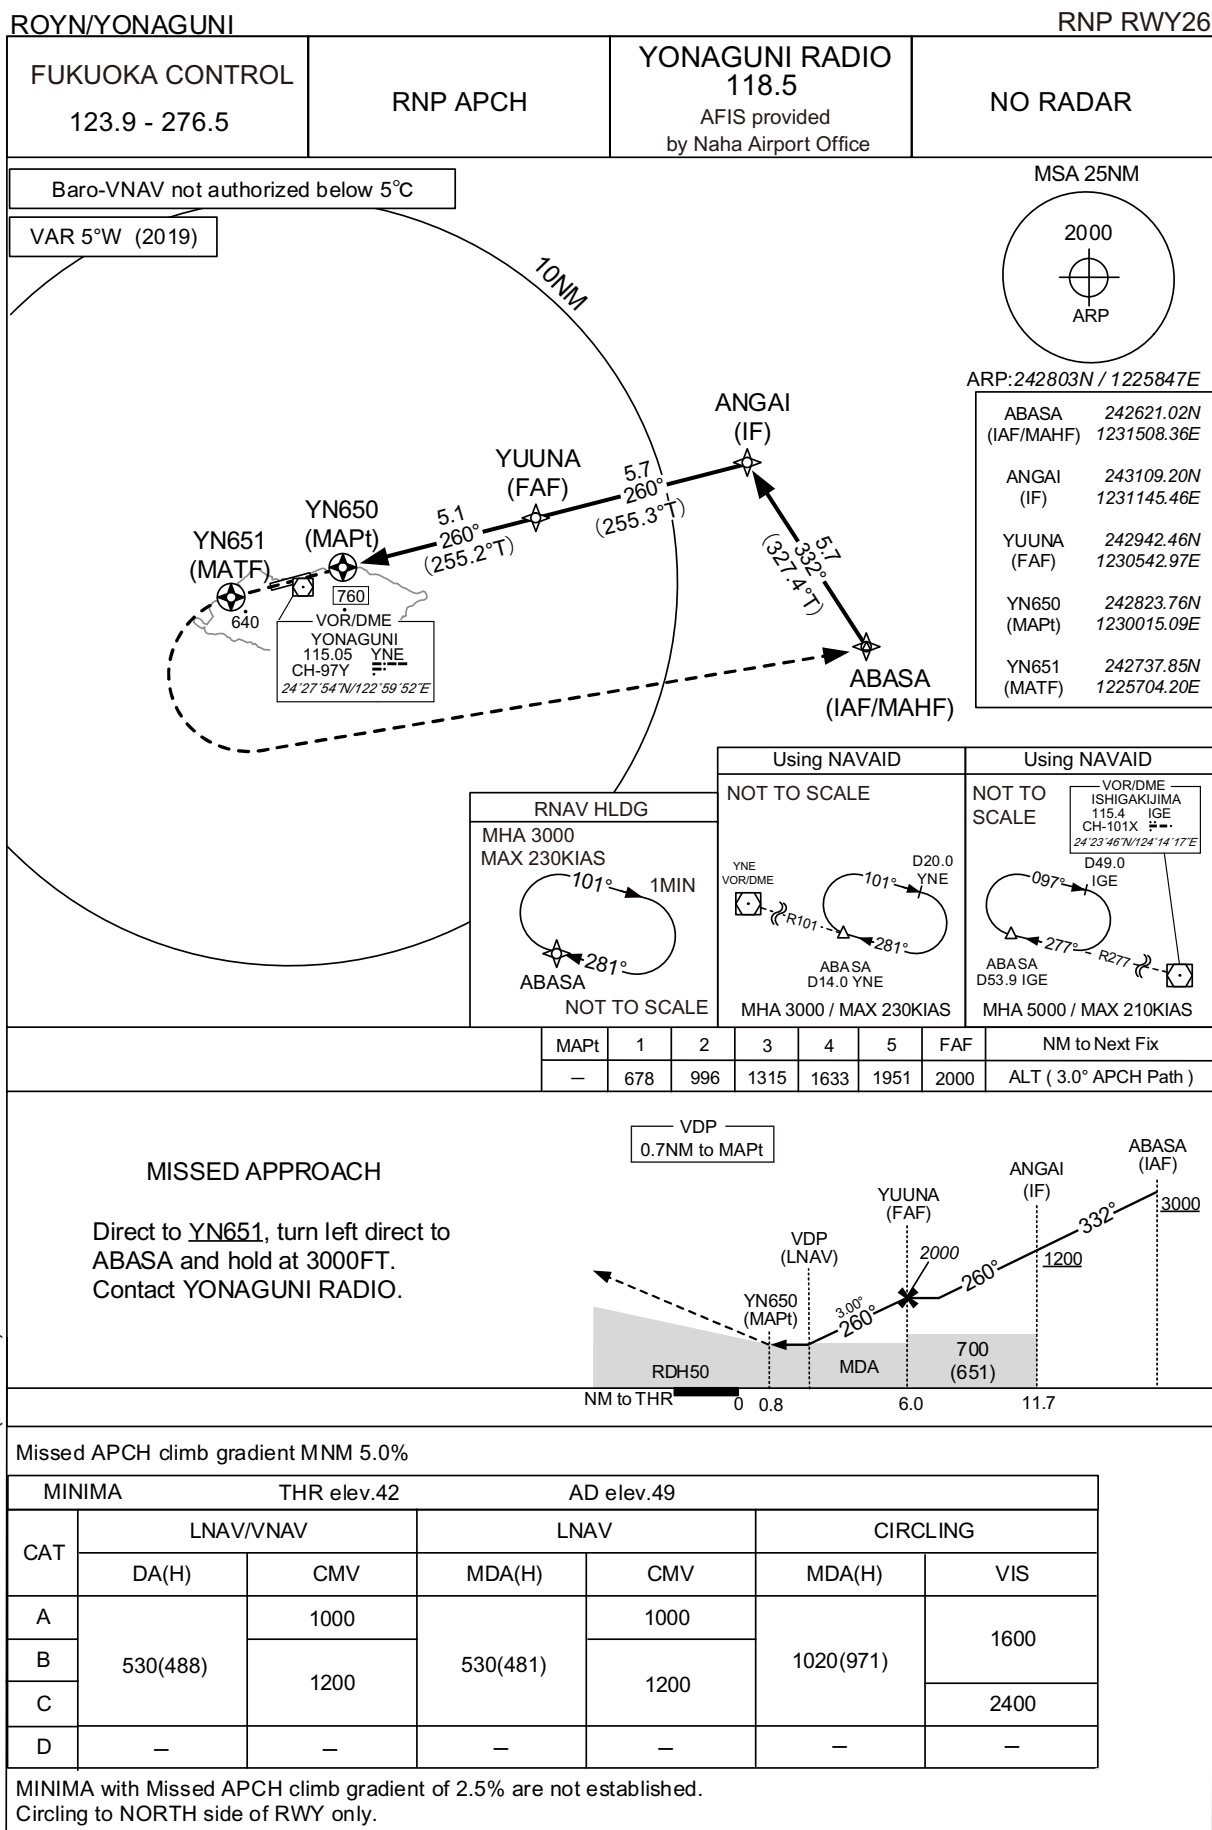 ROYN/YONAGUNI
RNP RWY26
FUKUOKA CONTROL
123.9 - 276.5
RNP APCH
YONAGUNI RADIO
118.5
AFIS provided
by Naha Airport Office
NO RADAR
Baro-VNAV not authorized below 5°C
VAR 5°W (2019)
10NM
MSA 25NM
2000
ARP
ARP:242803N / 1225847E
ABASA 242621.02N
(IAF/MAHF) 1231508.36E
ANGAI 243109.20N
(IF) 1231145.46E
YUUNA 242942.46N
(FAF) 1230542.97E
YN650 242823.76N
(MAPt) 1230015.09E
YN651 242737.85N
(MATF) 1225704.20E
ANGAI
(IF)
YUUNA
(FAF)
5.7
260°
(255.3°T)
YN650
(MAPt)
5.1
260°
(255.2°T)
YN651
(MATF)
5.7
332°
(327.4°T)
760
640
VOR/DME
YONAGUNI
115.05 YNE
CH-97Y
24°27´54˝N/122°59´52˝E
ABASA
(IAF/MAHF)
RNAV HLDG
MHA 3000
MAX 230KIAS
101°
1MIN
281°
ABASA
NOT TO SCALE
Using NAVAID
NOT TO SCALE
YNE
VOR/DME
R101
101°
D20.0
YNE
281°
ABASA
D14.0 YNE
MHA 3000 / MAX 230KIAS
Using NAVAID
NOT TO
SCALE
VOR/DME
ISHIGAKIJIMA
115.4 IGE
CH-101X
24°23´46˝N/124°14´17˝E
097°
D49.0
IGE
277°
R277
ABASA
D53.9 IGE
MHA 5000 / MAX 210KIAS
MAPt 1 2 3 4 5 FAF NM to Next Fix
— 678 996 1315 1633 1951 2000 ALT ( 3.0° APCH Path )
MISSED APPROACH
Direct to YN651, turn left direct to
ABASA and hold at 3000FT.
Contact YONAGUNI RADIO.
VDP
0.7NM to MAPt
ABASA
(IAF)
ANGAI
(IF)
YUUNA
(FAF)
VDP
(LNAV)
YN650
(MAPt)
3000
332°
1200
2000
260°
3.00°
260°
RDH50
MDA
700
(651)
NM to THR
0 0.8 6.0 11.7
Missed APCH climb gradient MNM 5.0%
MINIMA THR elev.42 AD elev.49
CAT LNAV/VNAV LNAV CIRCLING
DA(H) CMV MDA(H) CMV MDA(H) VIS
A 530(488) 1000 530(481) 1000 1020(971) 1600
B 1200 1200
C 2400
D — — — — — —
MINIMA with Missed APCH climb gradient of 2.5% are not established.
Circling to NORTH side of RWY only.